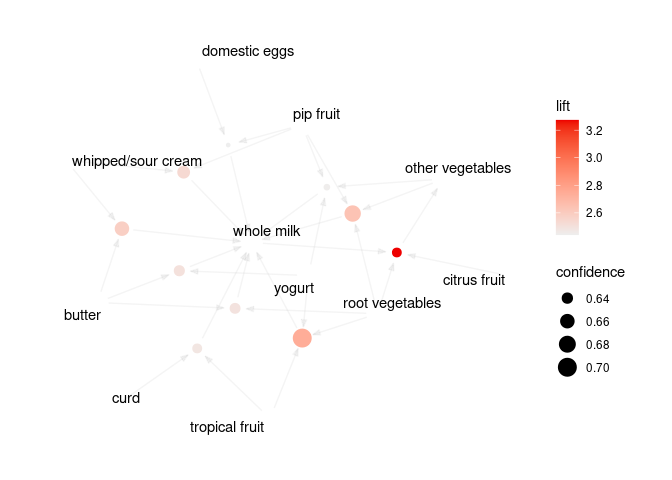 domestic eggs
pip fruit
whipped/sour cream
other vegetables
whole milk
citrus fruit
yogurt
root vegetables
butter
curd
tropical fruit
lift
3.2
3.0
2.8
2.6
confidence
0.64
0.66
0.68
0.70